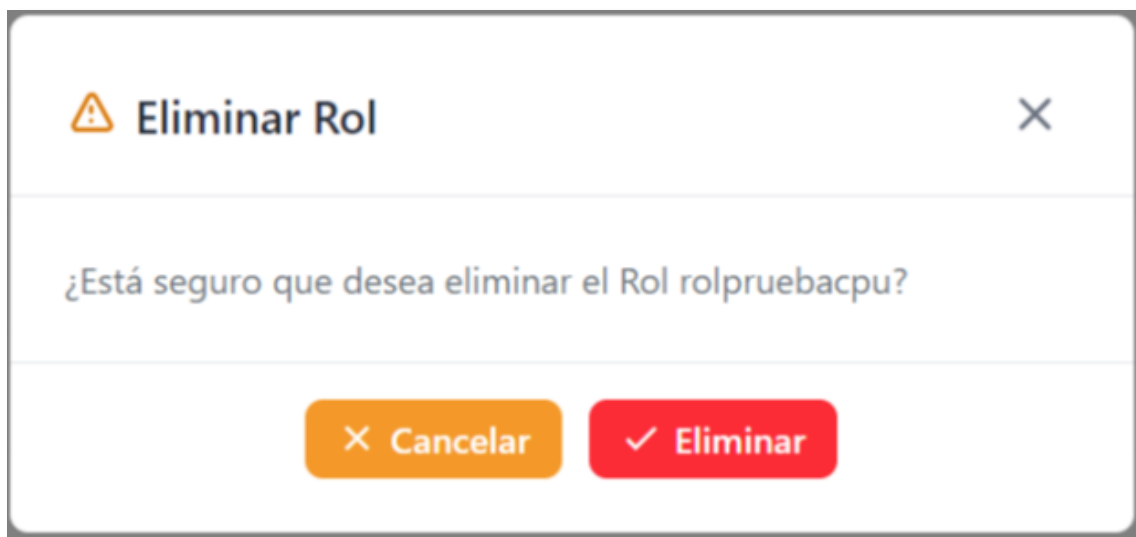 Eliminar Rol
¿Está seguro que desea eliminar el Rol rolpruebacpu?
Cancelar
Eliminar